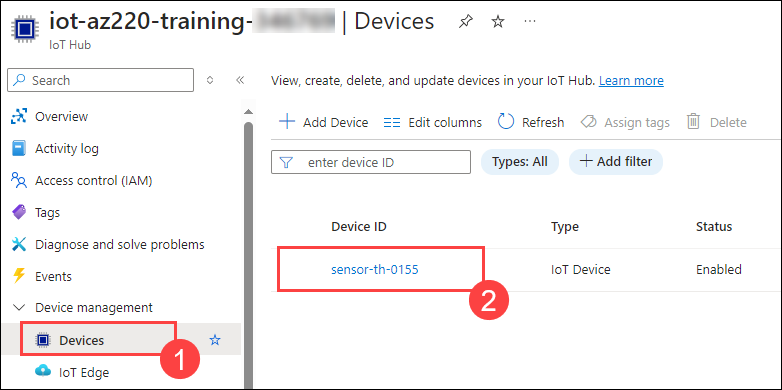 iot-az220-training- | Devices
IoT Hub
Search
View, create, delete, and update devices in your IoT Hub. Learn more
Overview
Activity log
Access control (IAM)
Tags
Diagnose and solve problems
Events
Device management
Devices
1
IoT Edge
Add Device Edit columns Refresh Assign tags Delete
enter device ID Types: All Add filter
Device ID Type Status
sensor-th-0155 IoT Device Enabled
2